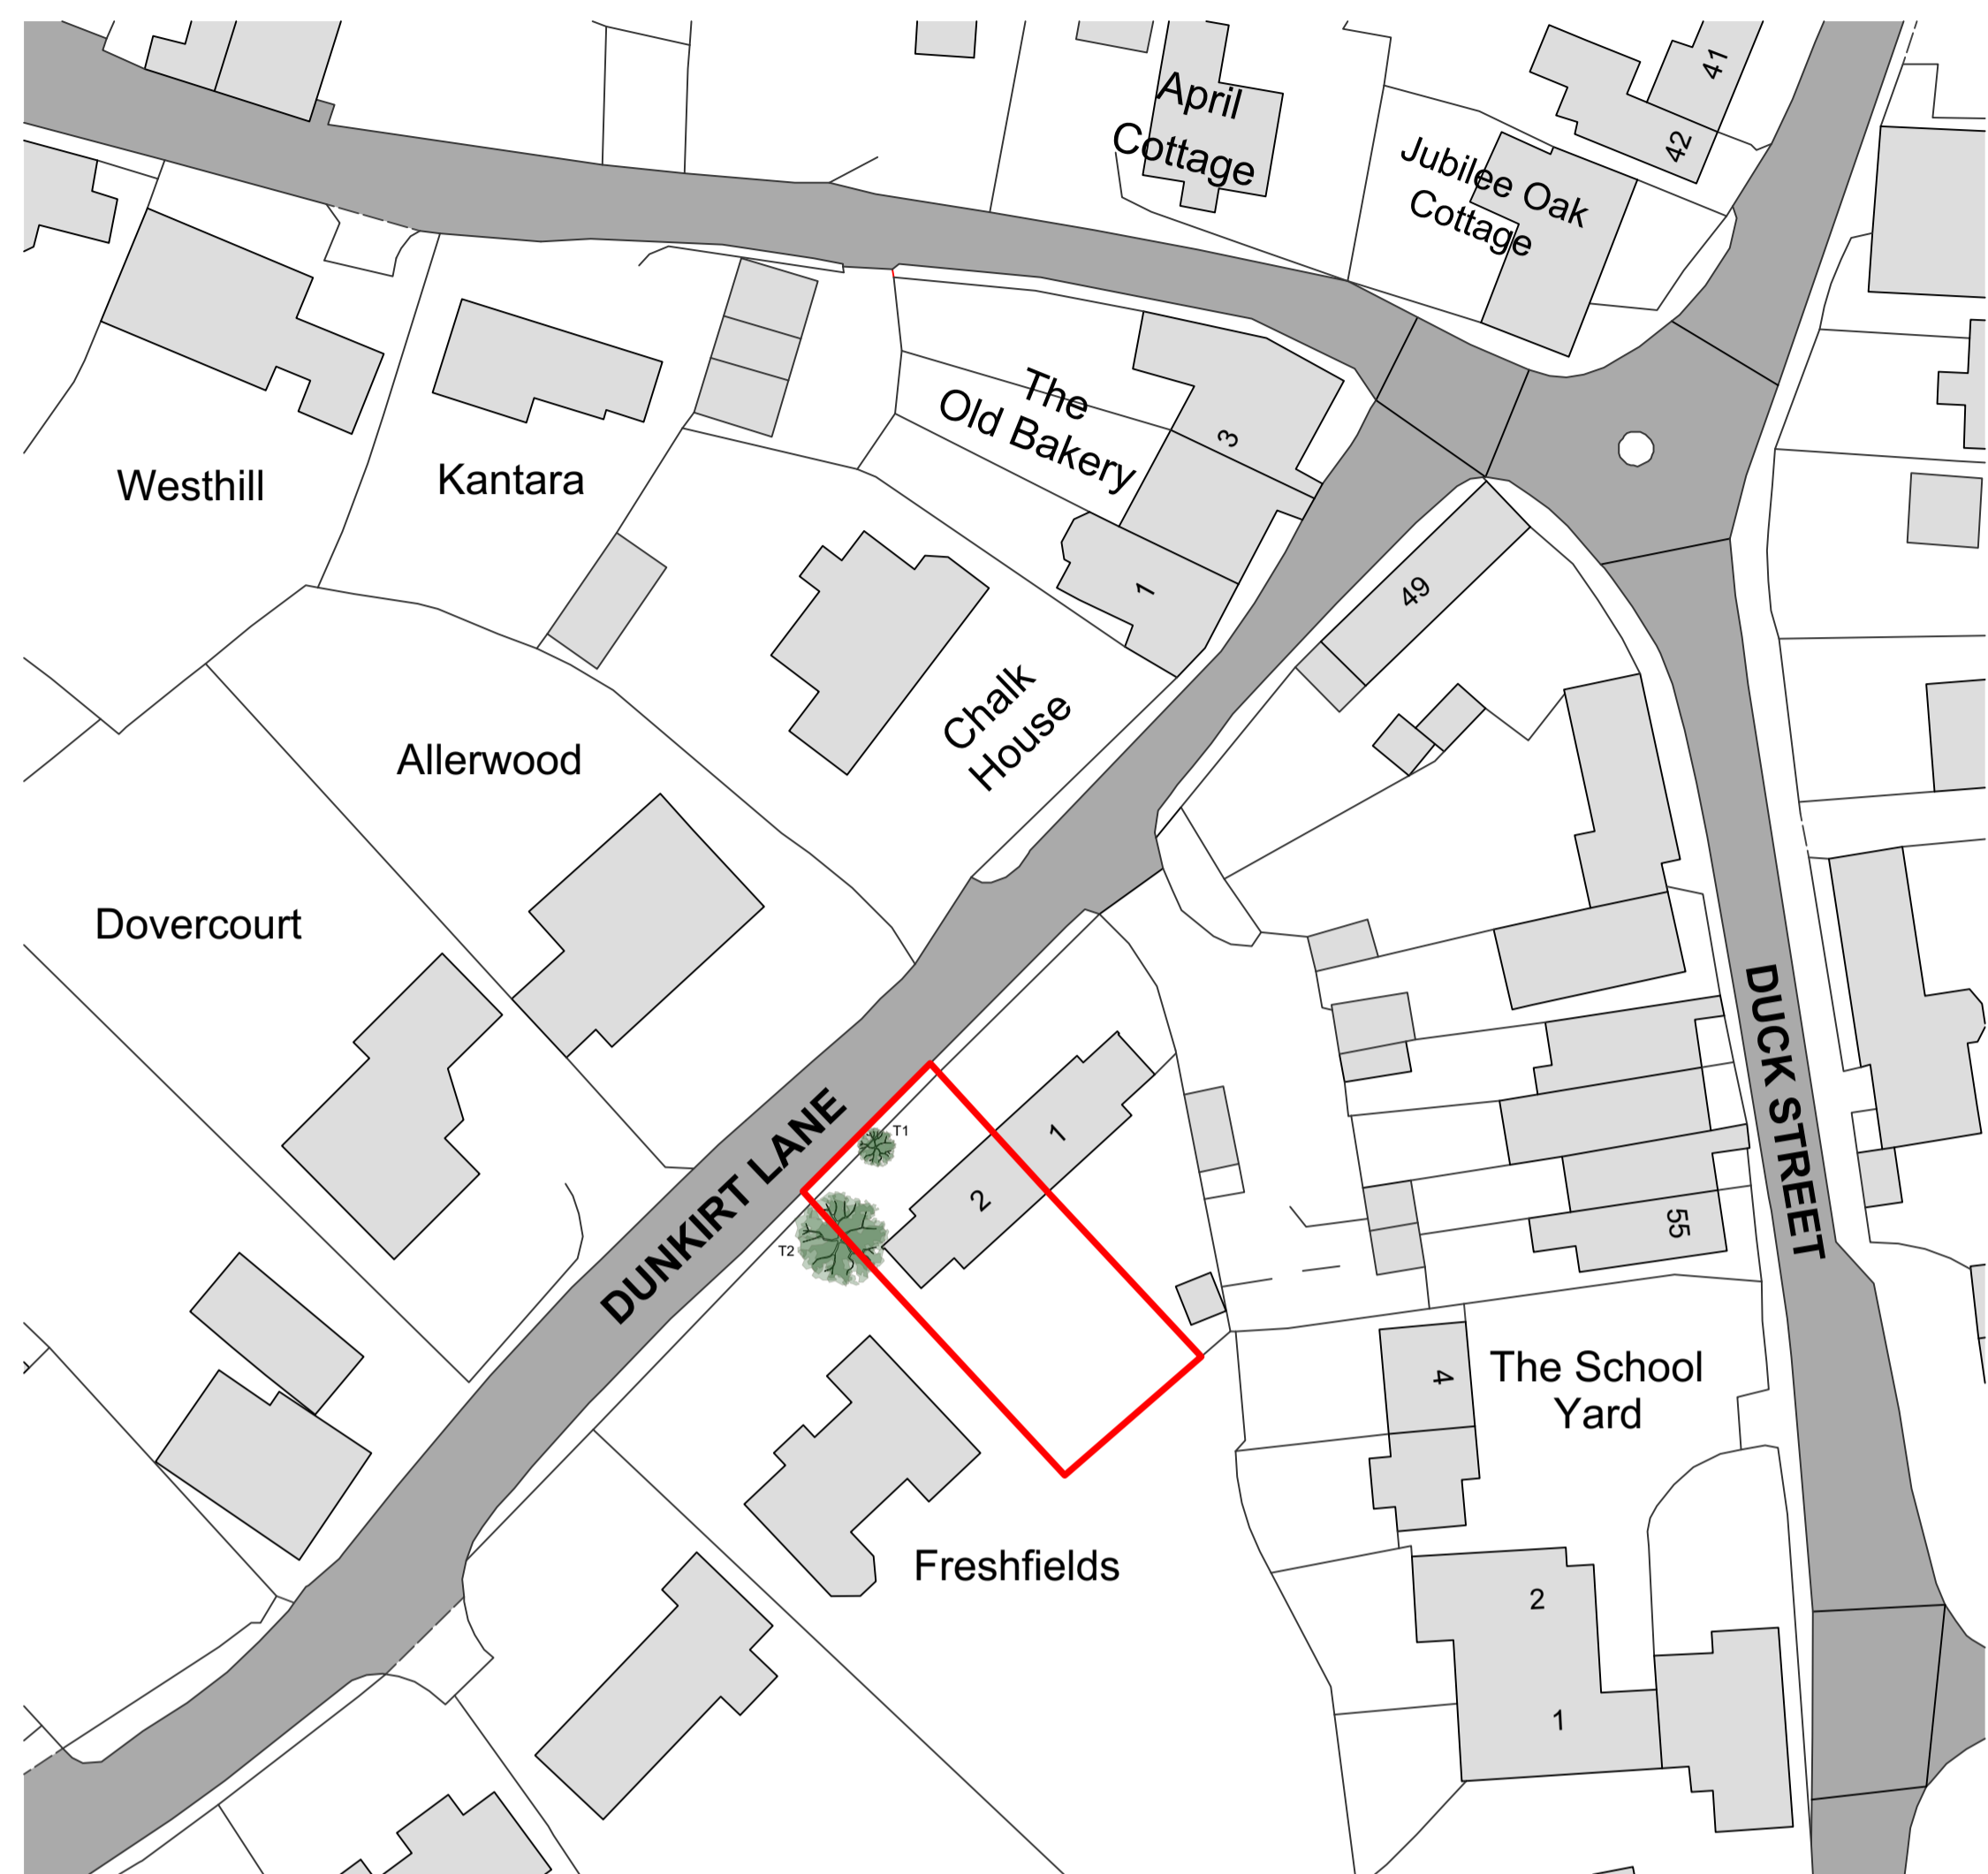 April
Cottage
41
42
Jubilee Oak
Cottage
The
Old Bakery
3
Westhill
Kantara
1
49
Chalk
House
Allerwood
Dovercourt
DUCK STREET
DUNKIRT LANE
T1
1
2
T2
55
4
The School
Yard
Freshfields
2
1